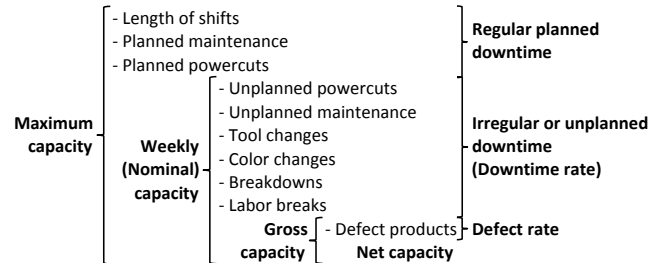 - Length of shifts
- Planned maintenance
- Planned powercuts
Regular planned
downtime
Maximum
capacity
Weekly
(Nominal)
capacity
- Unplanned powercuts
- Unplanned maintenance
- Tool changes
- Color changes
- Breakdowns
- Labor breaks
Irregular or unplanned
downtime
(Downtime rate)
Gross
capacity
- Defect products
Net capacity
Defect rate